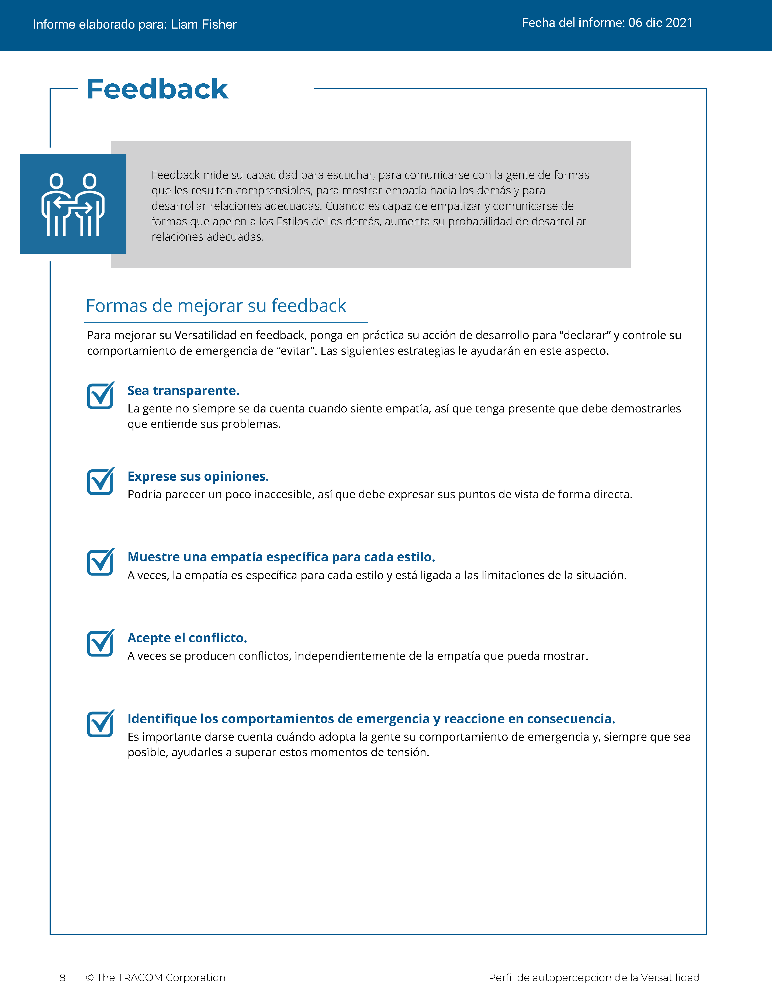 Informe elaborado para: Liam Fisher
Fecha del informe: 06 dic 2021
Feedback
Feedback mide su capacidad para escuchar, para comunicarse con la gente de formas
que les resulten comprensibles, para mostrar empatía hacia los demás y para
desarrollar relaciones adecuadas. Cuando es capaz de empatizar y comunicarse de
formas que apelen a los Estilos de los demás, aumenta su probabilidad de desarrollar
relaciones adecuadas.
Formas de mejorar su feedback
Para mejorar su Versatilidad en feedback, ponga en práctica su acción de desarrollo para “declarar” y controle su
comportamiento de emergencia de “evitar”. Las siguientes estrategias le ayudarán en este aspecto.
Sea transparente.
La gente no siempre se da cuenta cuando siente empatía, así que tenga presente que debe demostrarles
que entiende sus problemas.
Exprese sus opiniones.
Podría parecer un poco inaccesible, así que debe expresar sus puntos de vista de forma directa.
Muestre una empatía específica para cada estilo.
A veces, la empatía es específica para cada estilo y está ligada a las limitaciones de la situación.
Acepte el conflicto.
A veces se producen conflictos, independientemente de la empatía que pueda mostrar.
Identifique los comportamientos de emergencia y reaccione en consecuencia.
Es importante darse cuenta cuándo adopta la gente su comportamiento de emergencia y, siempre que sea
posible, ayudarles a superar estos momentos de tensión.
8 © The TRACOM Corporation
Perfil de autopercepción de la Versatilidad